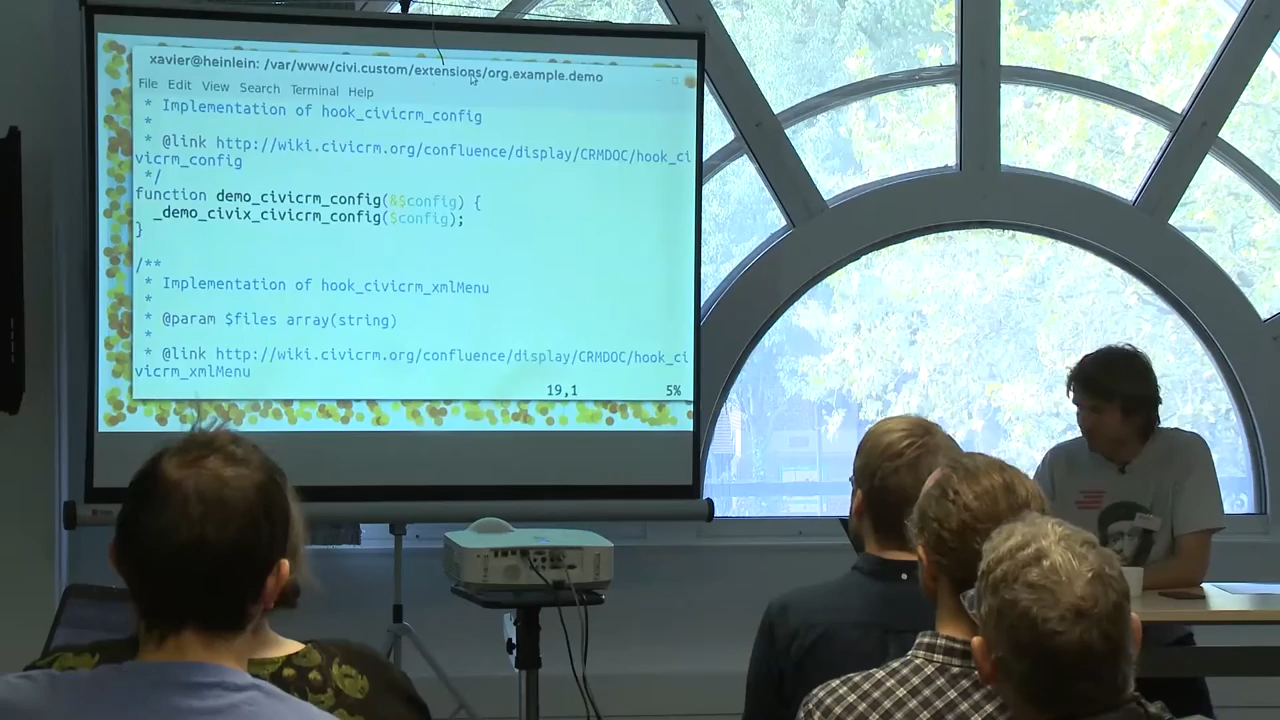 xavier@heinlein: /var/www/civi.custom/extensions/org.example.demo
File Edit View Search Terminal Help
* Implementation of hook_civicrm_config
*
* @link http://wiki.civicrm.org/confluence/display/CRMDOC/hook_ci
vicrm_config
*/
function demo_civicrm_config(&$config) {
_demo_civix_civicrm_config($config);
}
/**
* Implementation of hook_civicrm_xmlMenu
*
* @param $files array(string)
*
* @link http://wiki.civicrm.org/confluence/display/CRMDOC/hook_ci
vicrm_xmlMenu
19,1 5%